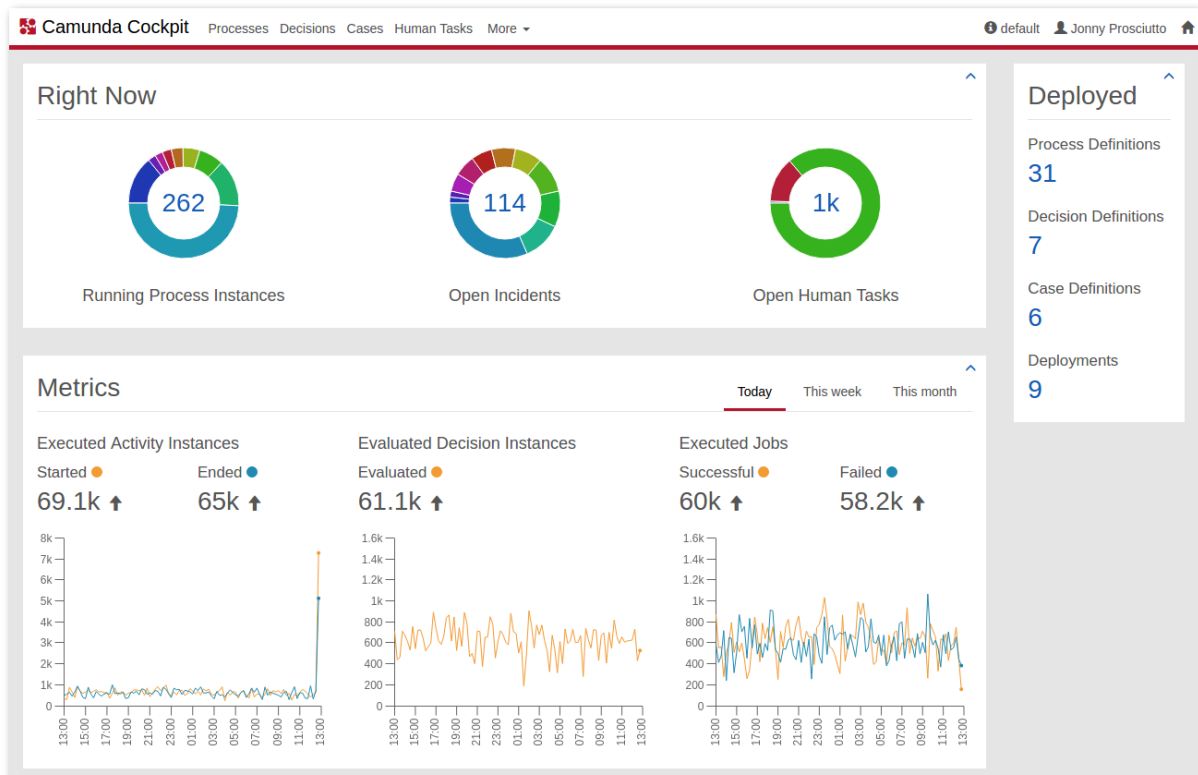 Camunda Cockpit Processes Decisions Cases Human Tasks More default Jonny Prosciutto
Right Now
262
114
1k
Running Process Instances
Open Incidents
Open Human Tasks
Deployed
Process Definitions
31
Decision Definitions
7
Case Definitions
6
Deployments
9
Metrics
Today This week This month
Executed Activity Instances
Started Ended
69.1k 65k
8k
7k
6k
5k
4k
3k
2k
1k
0
13:00 15:00 17:00 19:00 21:00 23:00 01:00 03:00 05:00 07:00 09:00 11:00 13:00
Evaluated Decision Instances
Evaluated
61.1k
1.6k
1.4k
1.2k
1k
800
600
400
200
0
13:00 15:00 17:00 19:00 21:00 23:00 01:00 03:00 05:00 07:00 09:00 11:00 13:00
Executed Jobs
Successful Failed
60k 58.2k
1.6k
1.4k
1.2k
1k
800
600
400
200
0
13:00 15:00 17:00 19:00 21:00 23:00 01:00 03:00 05:00 07:00 09:00 11:00 13:00